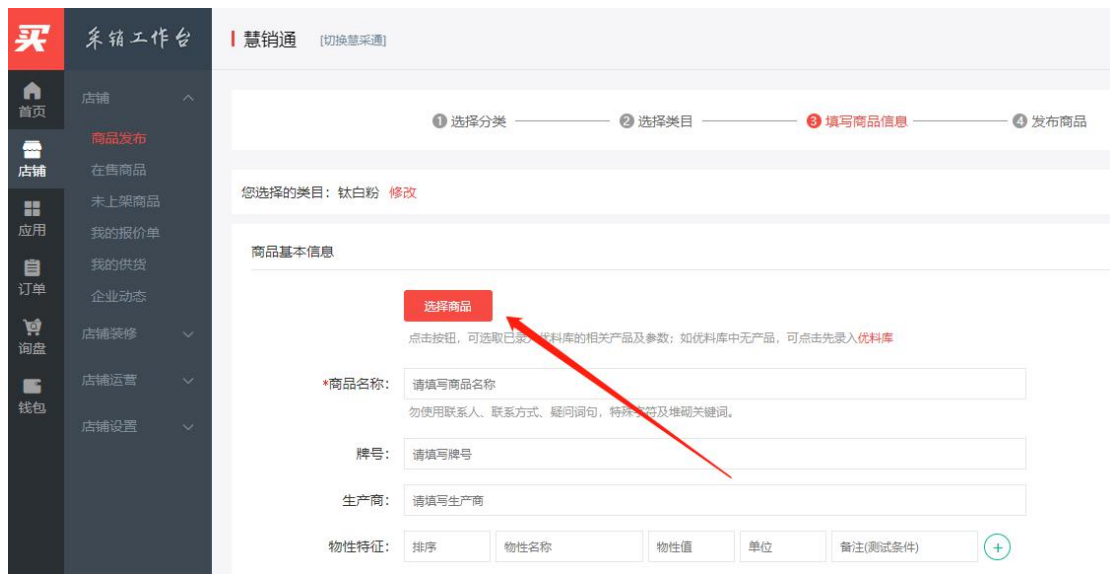 买
采销工作台
慧销通 [切换慧采通]
首页
店铺
应用
订单
询盘
钱包
店铺
商品发布
在售商品
未上架商品
我的报价单
我的供货
企业动态
店铺装修
店铺运营
店铺设置
1 选择分类 2 选择类目 3 填写商品信息 4 发布商品
您选择的类目：钛白粉 修改
商品基本信息
选择商品
点击按钮，可选取已录 优料库的相关产品及参数；如优料库中无产品，可点击先录入优料库
*商品名称： 请填写商品名称
勿使用联系人、联系方式、疑问词句，特殊字符及堆砌关键词。
牌号： 请填写牌号
生产商： 请填写生产商
物性特征： 排序 物性名称 物性值 单位 备注(测试条件)